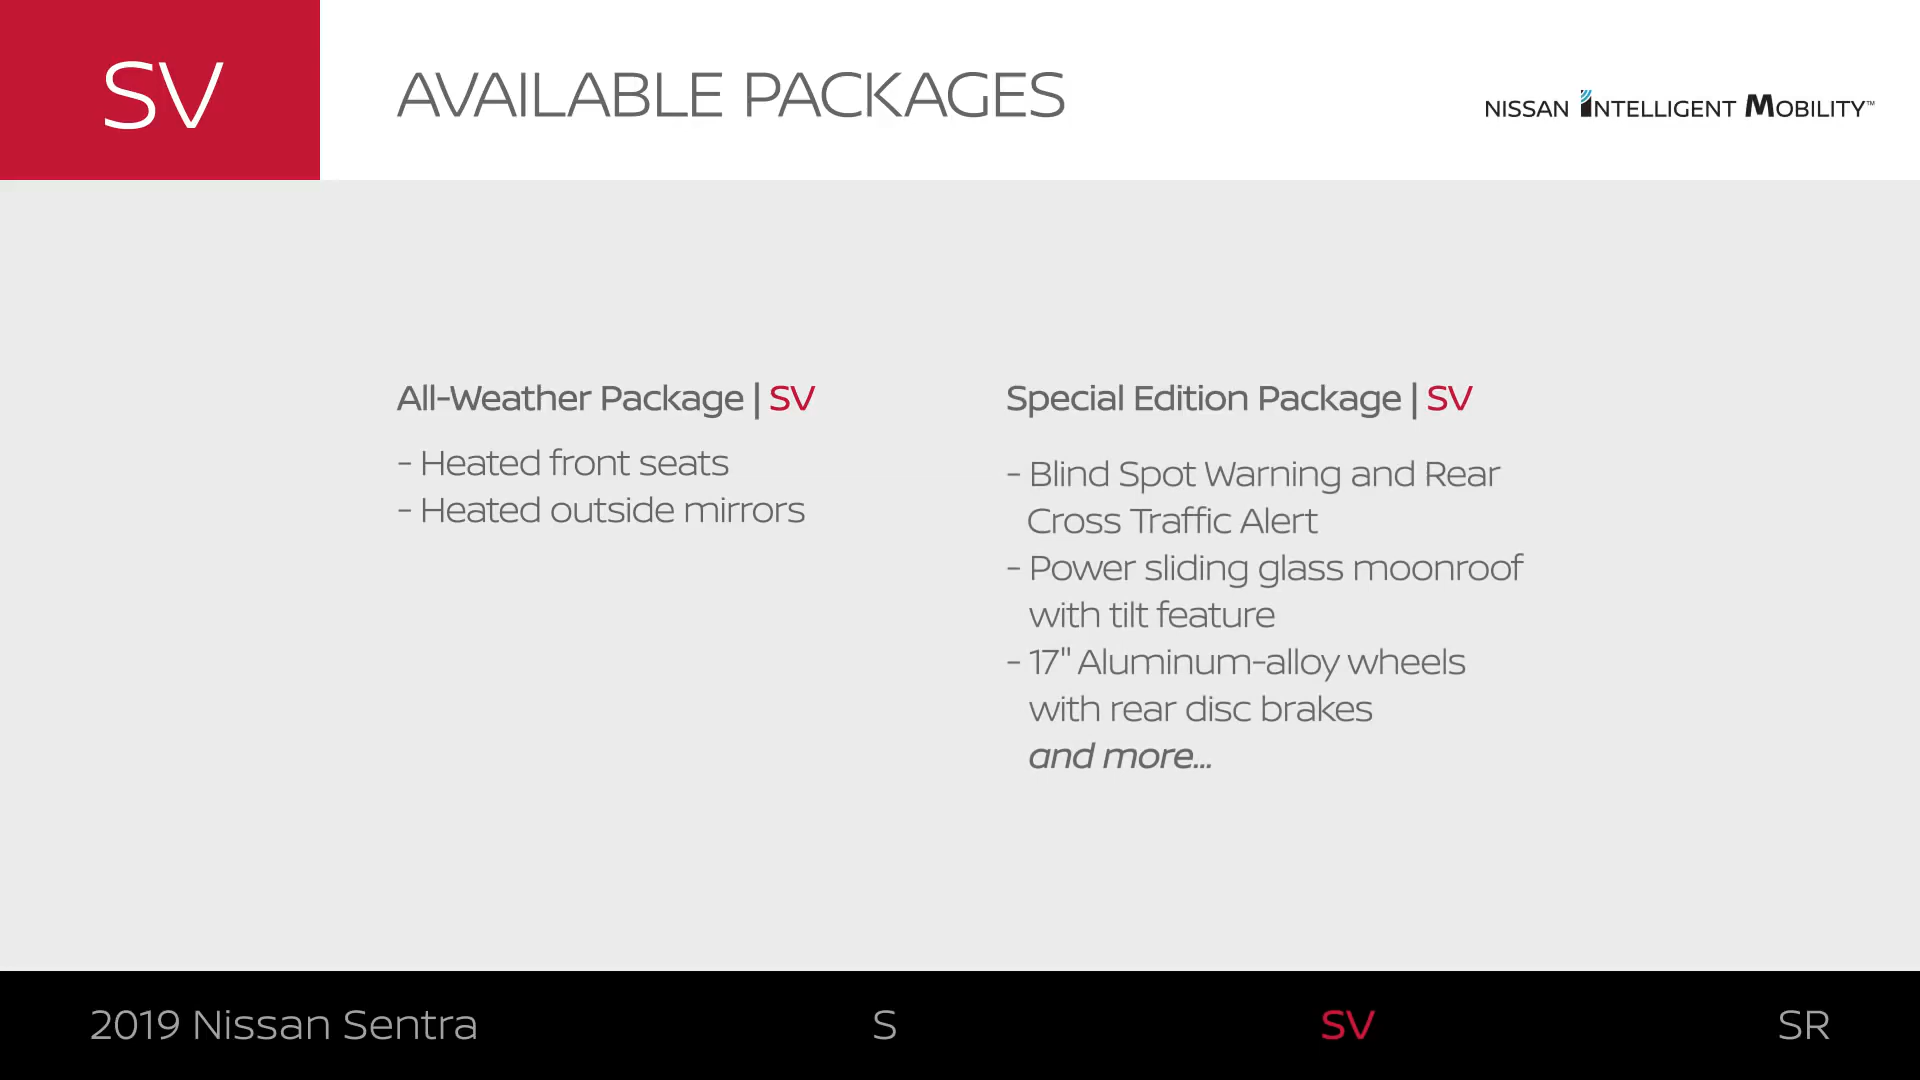 SV
AVAILABLE PACKAGES
NISSAN INTELLIGENT MOBILITY™
All-Weather Package | SV
- Heated front seats
- Heated outside mirrors
Special Edition Package | SV
- Blind Spot Warning and Rear
Cross Traffic Alert
- Power sliding glass moonroof
with tilt feature
- 17" Aluminum-alloy wheels
with rear disc brakes
and more...
2019 Nissan Sentra
S
SV
SR